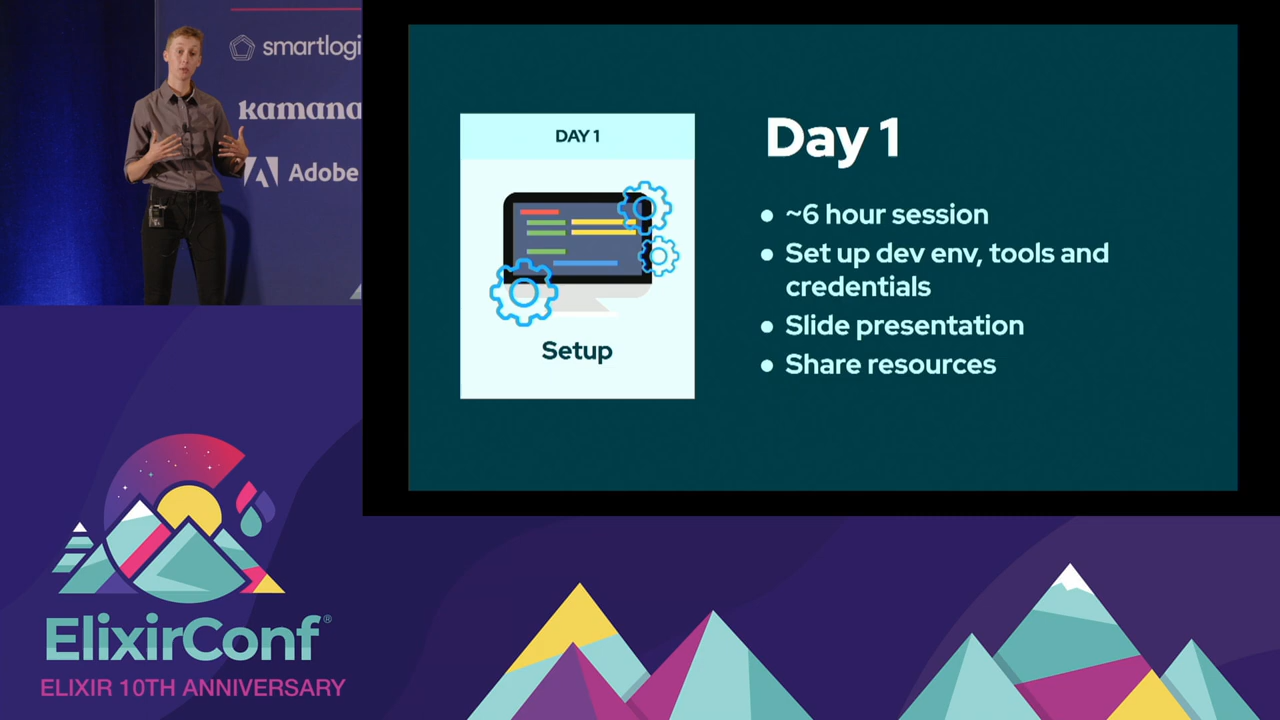 smartlogi
kamana
Adobe
DAY 1
Setup
Day 1
~6 hour session
Set up dev env, tools and
credentials
Slide presentation
Share resources
ElixirConf®
ELIXIR 10TH ANNIVERSARY